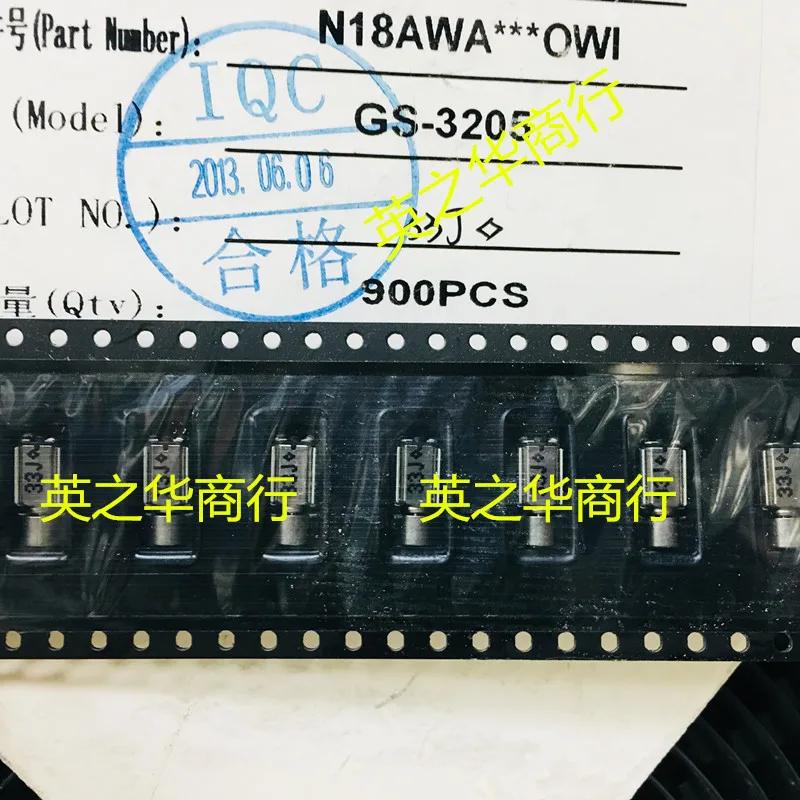 号(Part Number): N18AWA***OWI
IQC
(Model): GS-3205
2013.06.06
LOT NO.): 33J◇
英之华商行
合格
量(Qty): 900PCS
33J◇ 33J◇ 33J◇ 33J◇ 33J◇ 33J◇
英之华商行 英之华商行